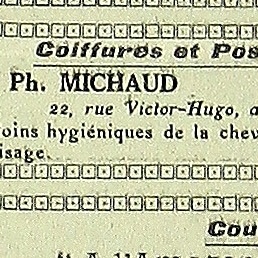 Coiffures et Pos
Ph. MICHAUD
22, rue Victor-Hugo, a
oins hygiéniques de la chev
isage.
Cou